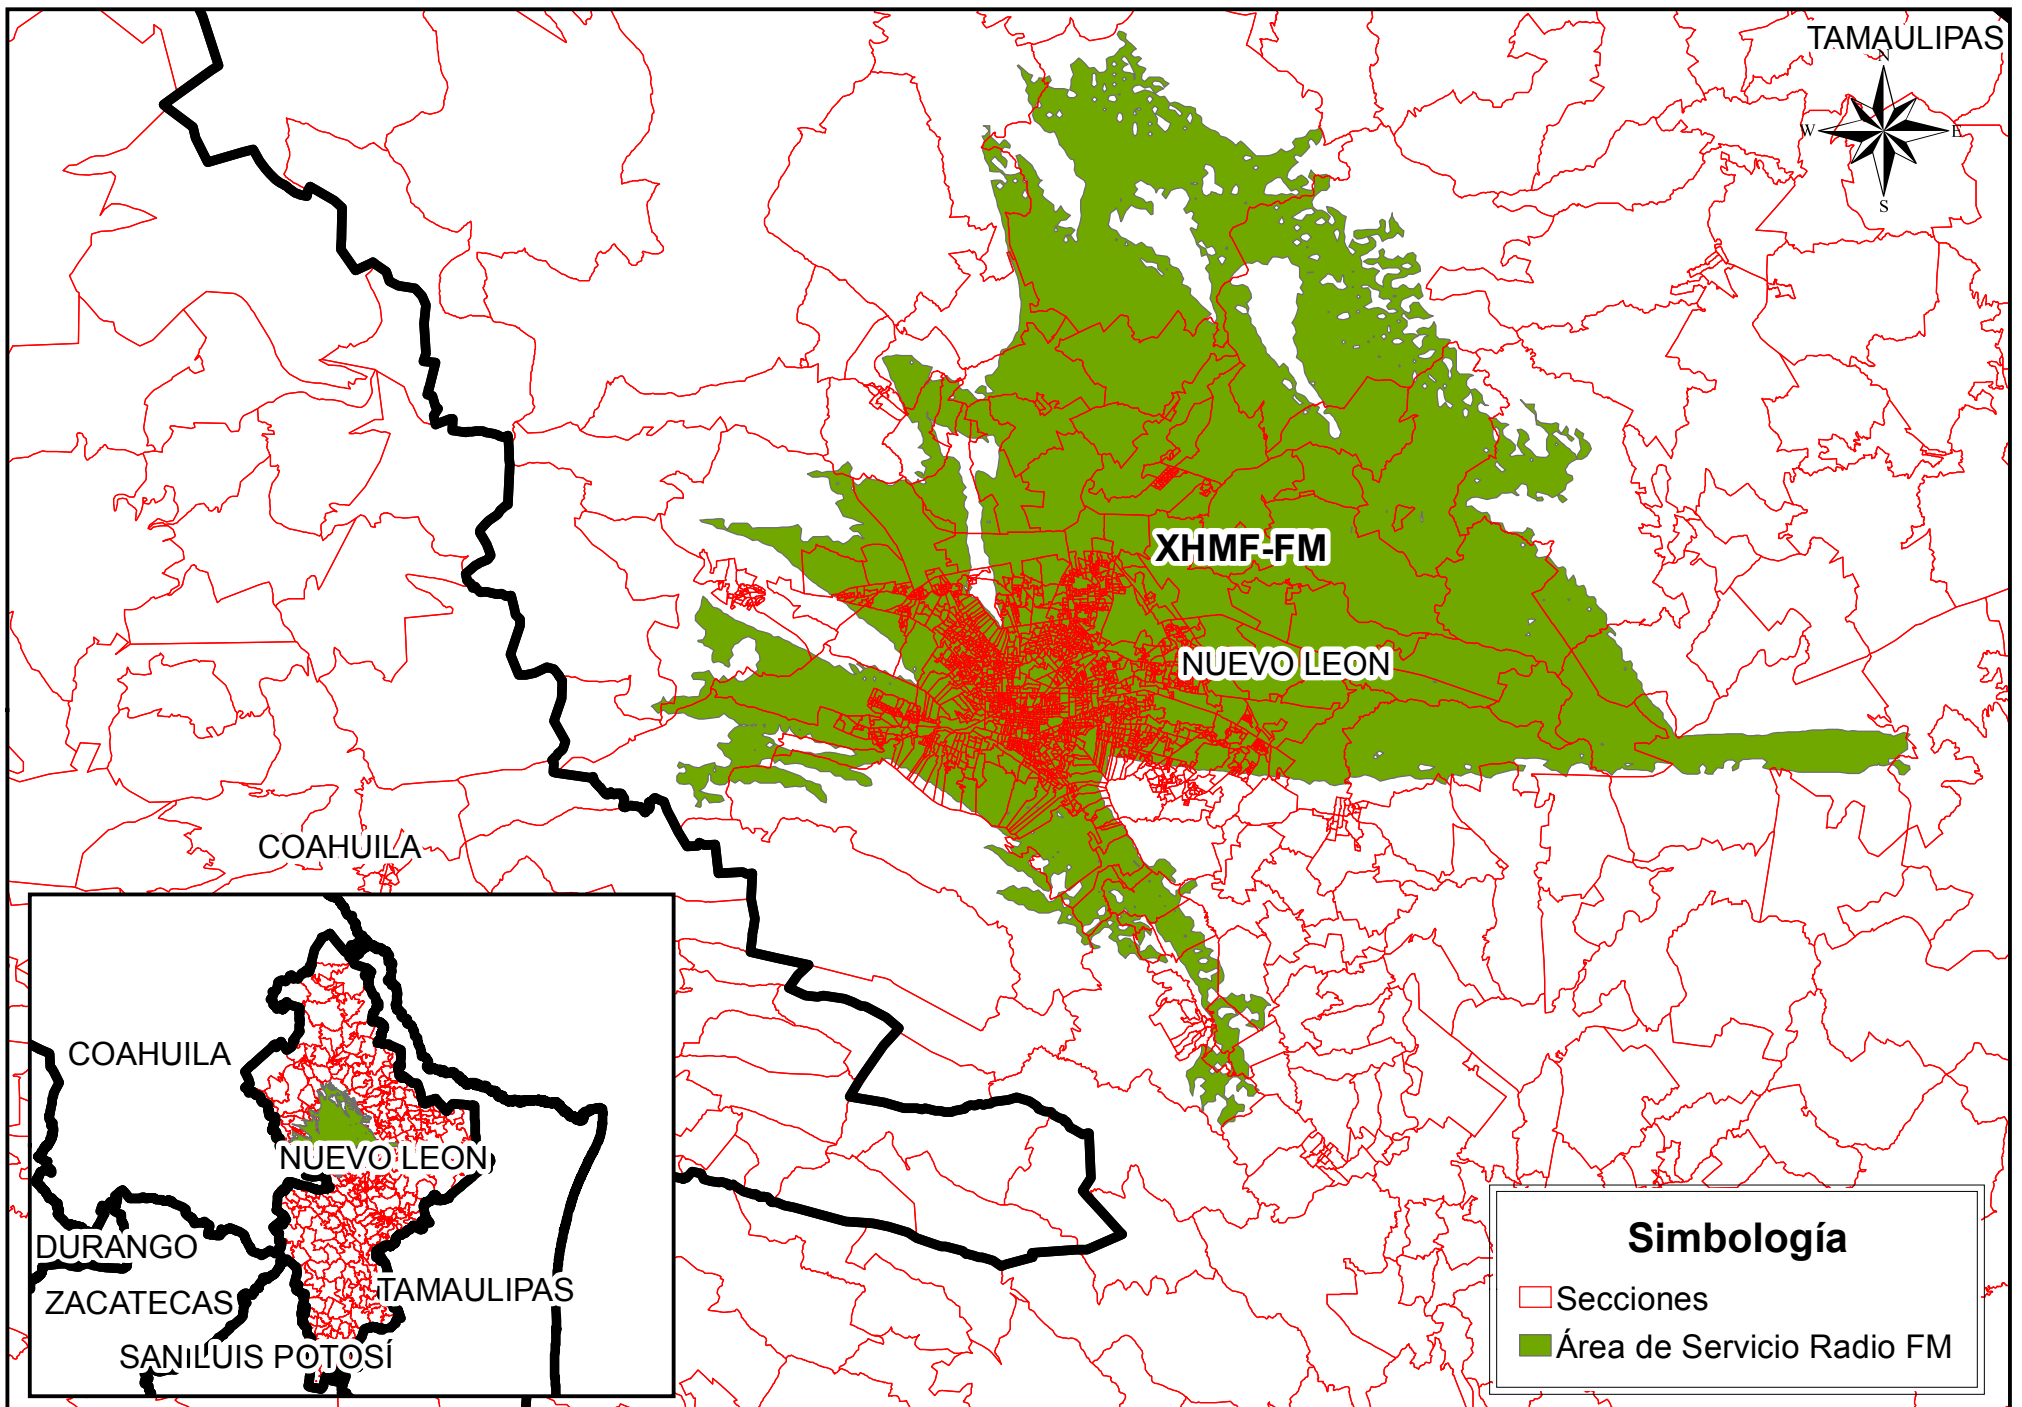 TAMAULIPAS
N
W
E
S
XHMF-FM
NUEVO LEON
COAHUILA
COAHUILA
NUEVO LEON
DURANGO
ZACATECAS
TAMAULIPAS
SAN LUIS POTOSÍ
Simbología
Secciones
Área de Servicio Radio FM